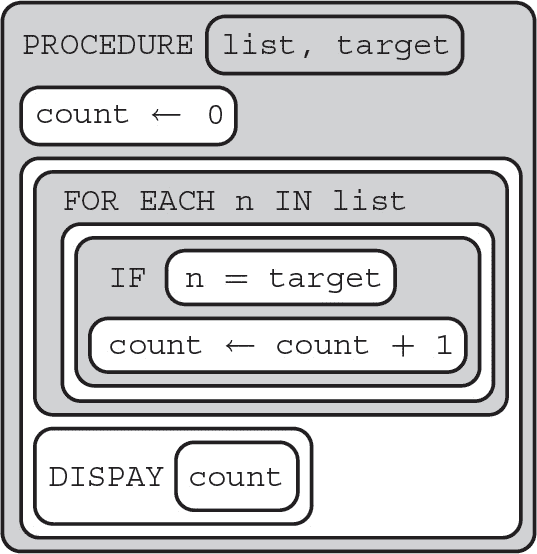 PROCEDURE list, target
count ← 0
FOR EACH n IN list
IF n = target
count ← count + 1
DISPAY count